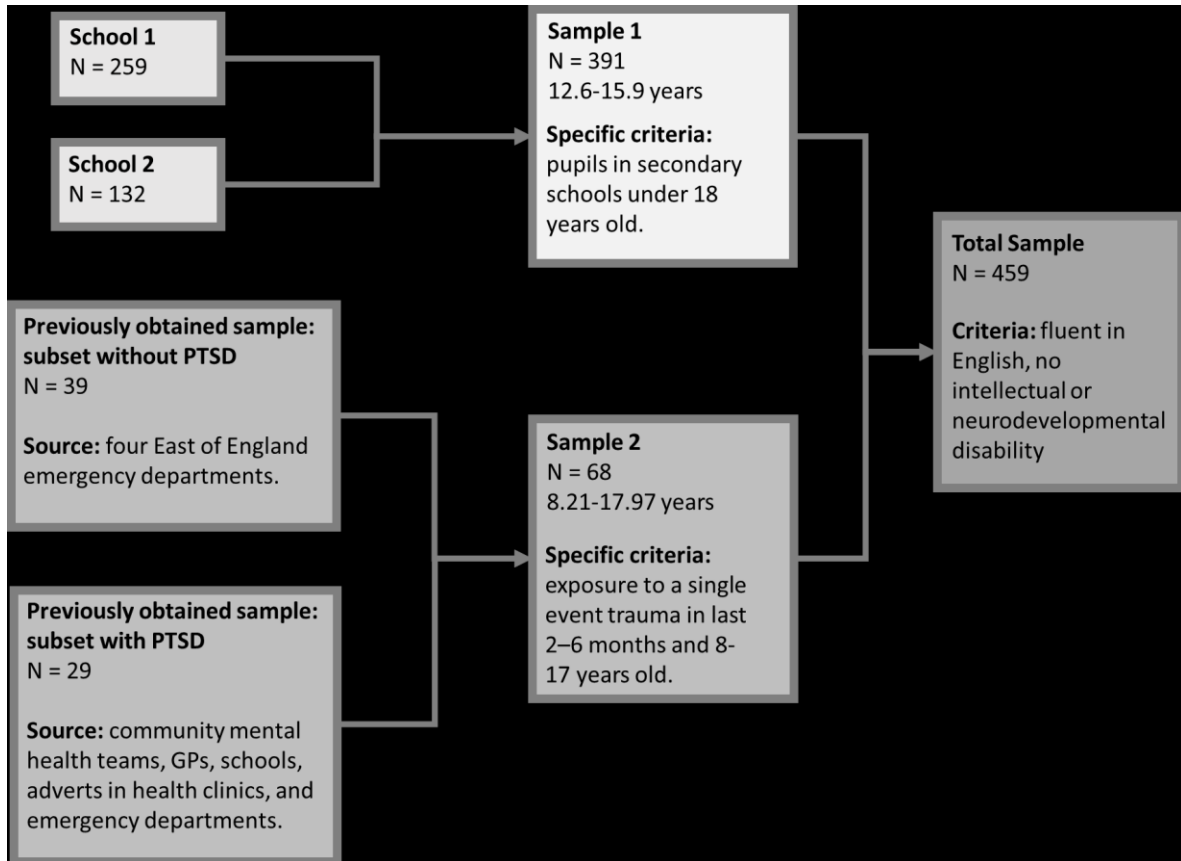 School 1
N = 259
School 2
N = 132
Sample 1
N = 391
12.6-15.9 years
Specific criteria:
pupils in secondary
schools under 18
years old.
Previously obtained sample:
subset without PTSD
N = 39
Source: four East of England
emergency departments.
Previously obtained sample:
subset with PTSD
N = 29
Source: community mental
health teams, GPs, schools,
adverts in health clinics, and
emergency departments.
Sample 2
N = 68
8.21-17.97 years
Specific criteria:
exposure to a single
event trauma in last
2–6 months and 8-
17 years old.
Total Sample
N = 459
Criteria: fluent in
English, no
intellectual or
neurodevelopmental
disability